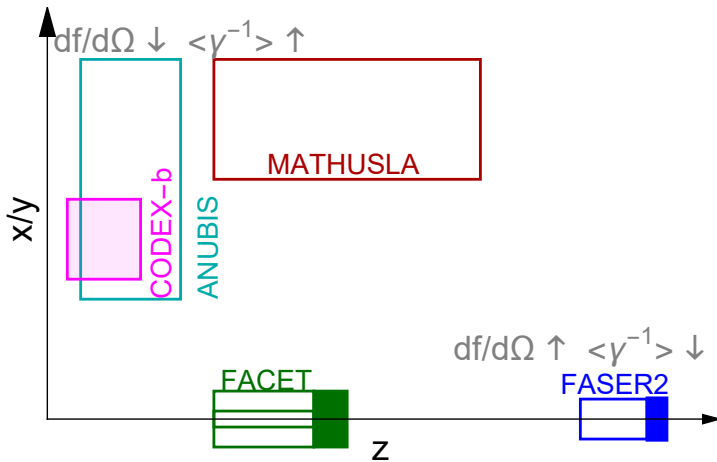 df/dΩ ↓ <γ⁻¹> ↑
MATHUSLA
CODEX−b
ANUBIS
x/y
df/dΩ ↑ <γ⁻¹> ↓
FACET
FASER2
z